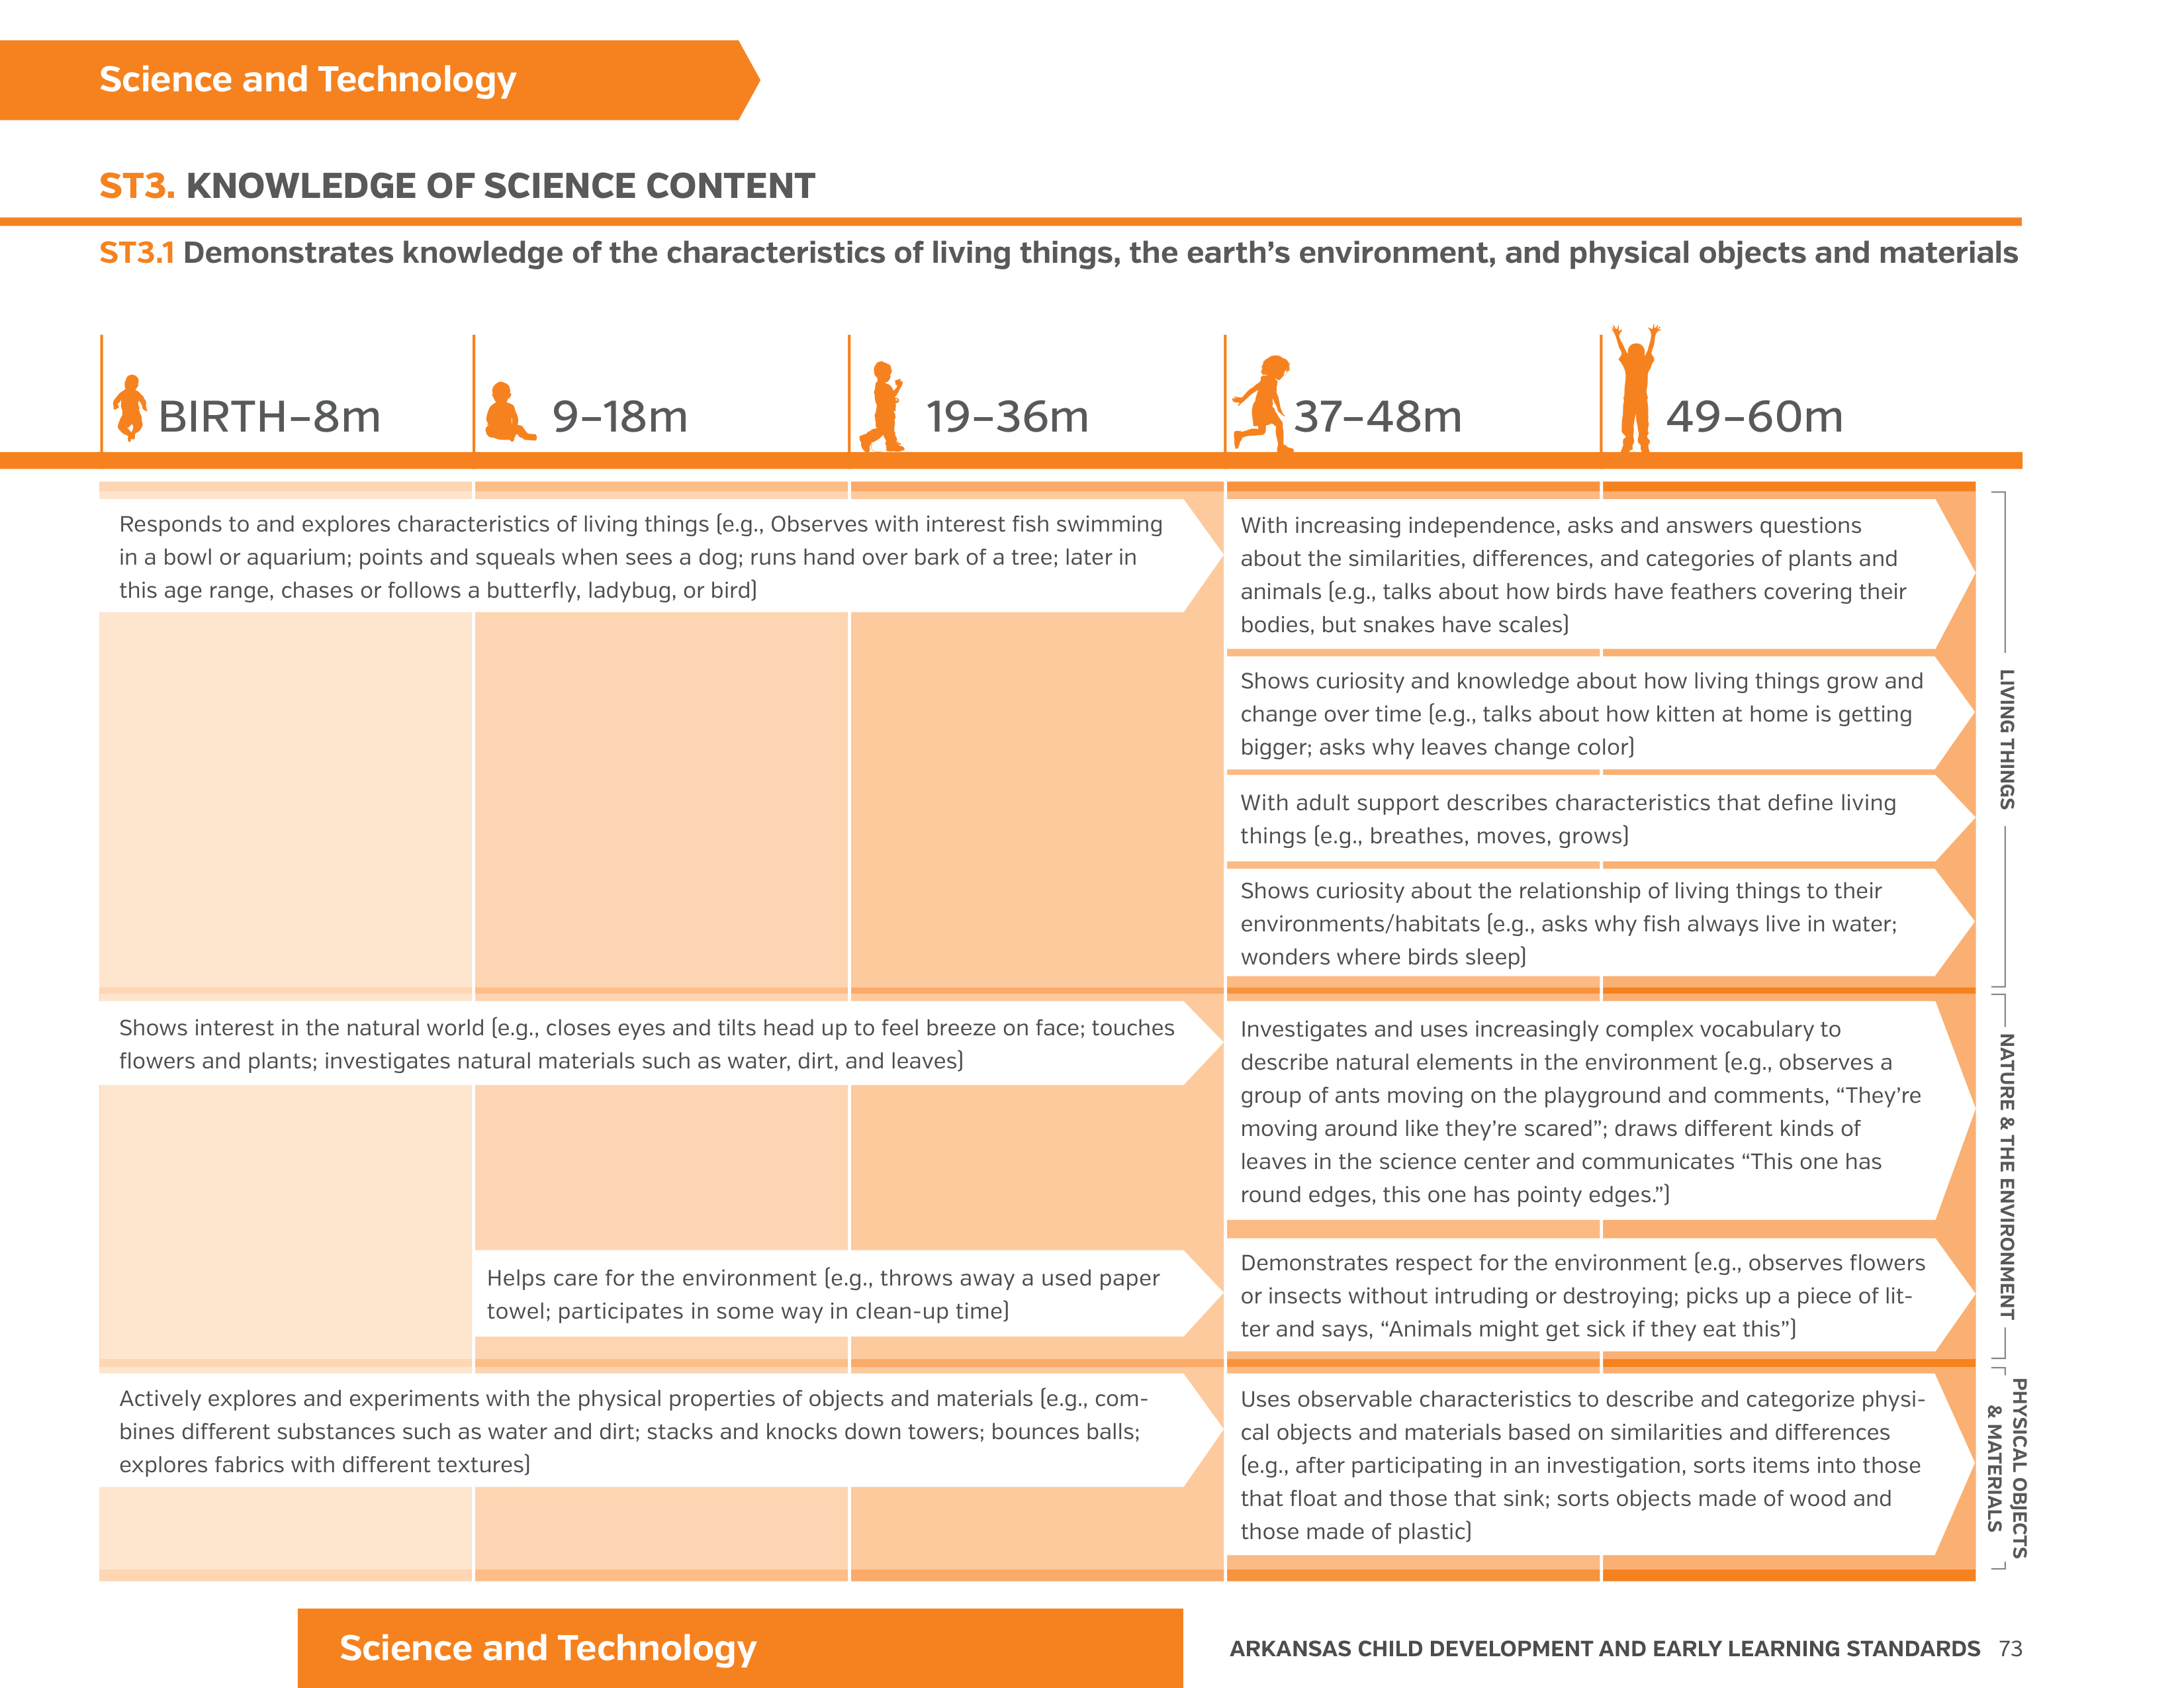 Science and Technology
ST3. KNOWLEDGE OF SCIENCE CONTENT
ST3.1 Demonstrates knowledge of the characteristics of living things, the earth’s environment, and physical objects and materials
BIRTH–8m
9–18m
19–36m
37–48m
49–60m
Responds to and explores characteristics of living things (e.g., Observes with interest fish swimming
in a bowl or aquarium; points and squeals when sees a dog; runs hand over bark of a tree; later in
this age range, chases or follows a butterfly, ladybug, or bird)
With increasing independence, asks and answers questions
about the similarities, differences, and categories of plants and
animals (e.g., talks about how birds have feathers covering their
bodies, but snakes have scales)
Shows curiosity and knowledge about how living things grow and
change over time (e.g., talks about how kitten at home is getting
bigger; asks why leaves change color)
With adult support describes characteristics that define living
things (e.g., breathes, moves, grows)
Shows curiosity about the relationship of living things to their
environments/habitats (e.g., asks why fish always live in water;
wonders where birds sleep)
LIVING THINGS
Shows interest in the natural world (e.g., closes eyes and tilts head up to feel breeze on face; touches
flowers and plants; investigates natural materials such as water, dirt, and leaves)
Investigates and uses increasingly complex vocabulary to
describe natural elements in the environment (e.g., observes a
group of ants moving on the playground and comments, “They’re
moving around like they’re scared”; draws different kinds of
leaves in the science center and communicates “This one has
round edges, this one has pointy edges.”)
Helps care for the environment (e.g., throws away a used paper
towel; participates in some way in clean-up time)
Demonstrates respect for the environment (e.g., observes flowers
or insects without intruding or destroying; picks up a piece of lit-
ter and says, “Animals might get sick if they eat this”)
NATURE & THE ENVIRONMENT
Actively explores and experiments with the physical properties of objects and materials (e.g., com-
bines different substances such as water and dirt; stacks and knocks down towers; bounces balls;
explores fabrics with different textures)
Uses observable characteristics to describe and categorize physi-
cal objects and materials based on similarities and differences
(e.g., after participating in an investigation, sorts items into those
that float and those that sink; sorts objects made of wood and
those made of plastic)
PHYSICAL OBJECTS
& MATERIALS
Science and Technology
ARKANSAS CHILD DEVELOPMENT AND EARLY LEARNING STANDARDS 73